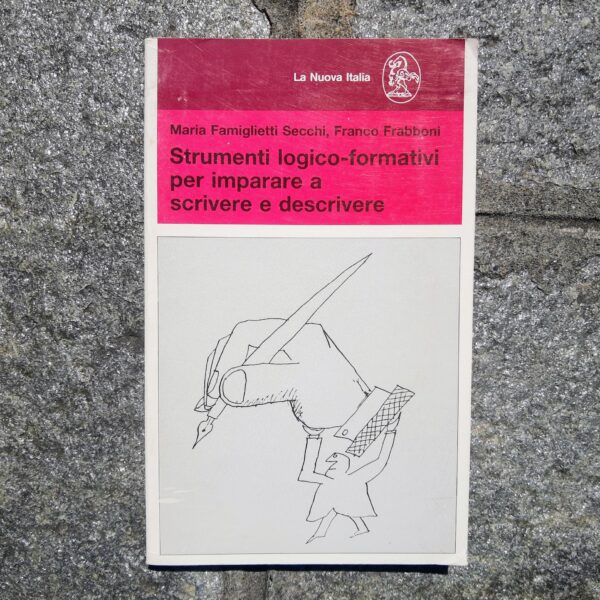 La Nuova Italia
Maria Famiglietti Secchi, Franco Frabboni
Strumenti logico-formativi
per imparare a
scrivere e descrivere